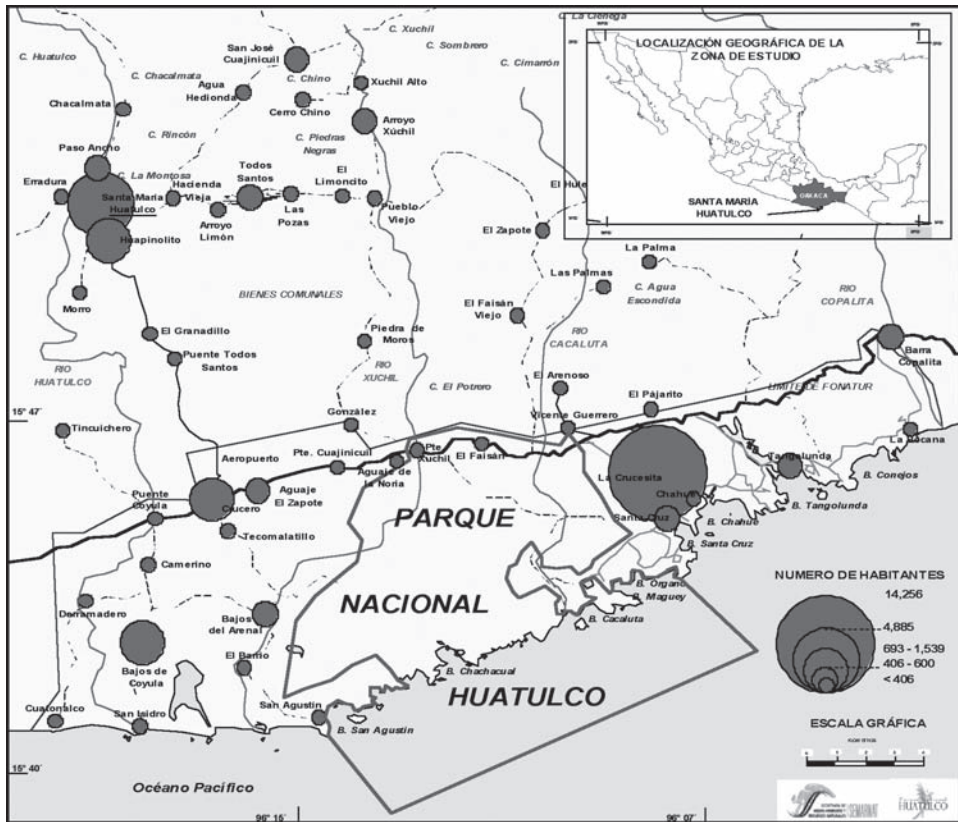 C. La Ciénega
C. Xuchil
C. Huatulco
San José
Cuajinicuil
C. Sombrero
C. Cimarrón
C. Chacalmata
C. Chino
Agua
Hedionda
Xuchil Alto
Chacalmata
Cerro Chino
Arroyo
Xúchil
C. Rincón
C. Piedras
Negras
Paso Ancho
C. La Montosa
Todos
Santos
El
Limoncito
Erradura
Hacienda
Vieja
Santa María
Huatulco
Las
Pozas
Pueblo
Viejo
Arroyo
Limón
El Hule
El Zapote
Huapinolito
La Palma
Las Palmas
C. Agua
Escondida
RIO
COPALITA
BIENES COMUNALES
Morro
El Faisán
Viejo
RIO
CACALUTA
El Granadillo
Piedra de
Moros
Puente Todos
Santos
Barra
Copalita
RIO
HUATULCO
RIO
XUCHIL
C. El Potrero
El Arenoso
LIMITE DE FONATUR
El Pájarito
15° 47
González
Vicente Guerrero
Tincuichero
La Bocana
Aeropuerto
Pte. Cuajinicuil
Pte.
Xuchil
El Faisán
Aguaje de
la Noria
La Crucesita
Tangolunda
B. Conejos
Puente
Coyula
Aguaje
El Zapote
Crucero
Chahue
B. Tangolunda
Santa Cruz
B. Chahue
Tecomalatillo
B. Santa Cruz
PARQUE
NACIONAL
HUATULCO
Camerino
B. Organo
B. Maguey
Derramadero
Bajos
del Arenal
B. Cacaluta
El Barrio
B. Chachacual
Bajos de
Coyula
Cuatonalco
San Isidro
San Agustín
B. San Agustín
15° 40
Océano Pacífico
96° 15
96° 07
LOCALIZACIÓN GEOGRÁFICA DE LA
ZONA DE ESTUDIO
OAXACA
SANTA MARÍA
HUATULCO
NUMERO DE HABITANTES
14,256
4,885
693 - 1,539
406 - 600
< 406
ESCALA GRÁFICA
SEMARNAT
HUATULCO